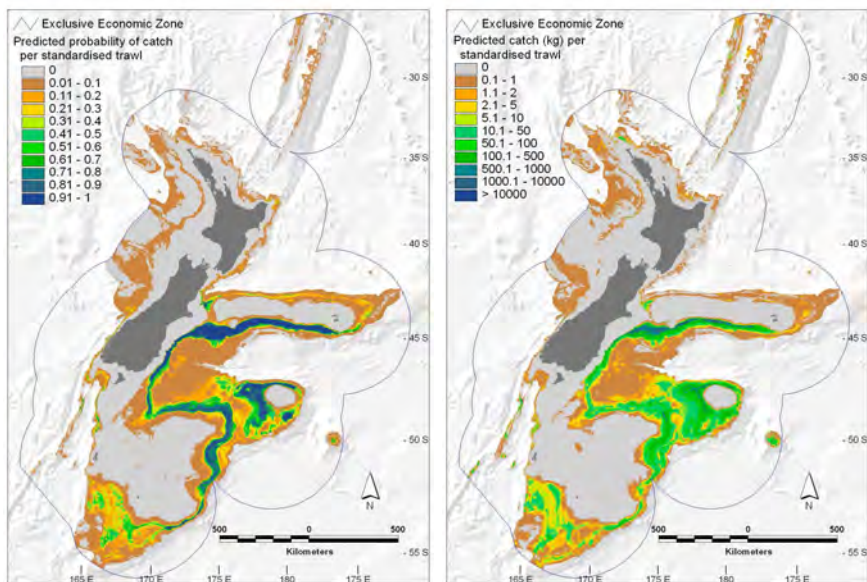 Exclusive Economic Zone
Predicted probability of catch
per standardised trawl
0
0.01 - 0.1
0.11 - 0.2
0.21 - 0.3
0.31 - 0.4
0.41 - 0.5
0.51 - 0.6
0.61 - 0.7
0.71 - 0.8
0.81 - 0.9
0.91 - 1
- 30 S
- 35 S
- 40 S
- 45 S
- 50 S
- 55 S
N
500 0 500
Kilometers
165 E 170 E 175 E 180 175 E
Exclusive Economic Zone
Predicted catch (kg) per
standardised trawl
0
0.1 - 1
1.1 - 2
2.1 - 5
5.1 - 10
10.1 - 50
50.1 - 100
100.1 - 500
500.1 - 1000
1000.1 - 10000
> 10000
- 30 S
- 35 S
- 40 S
- 45 S
- 50 S
- 55 S
N
500 0 500
Kilometers
165 E 170 E 175 E 180 175 E